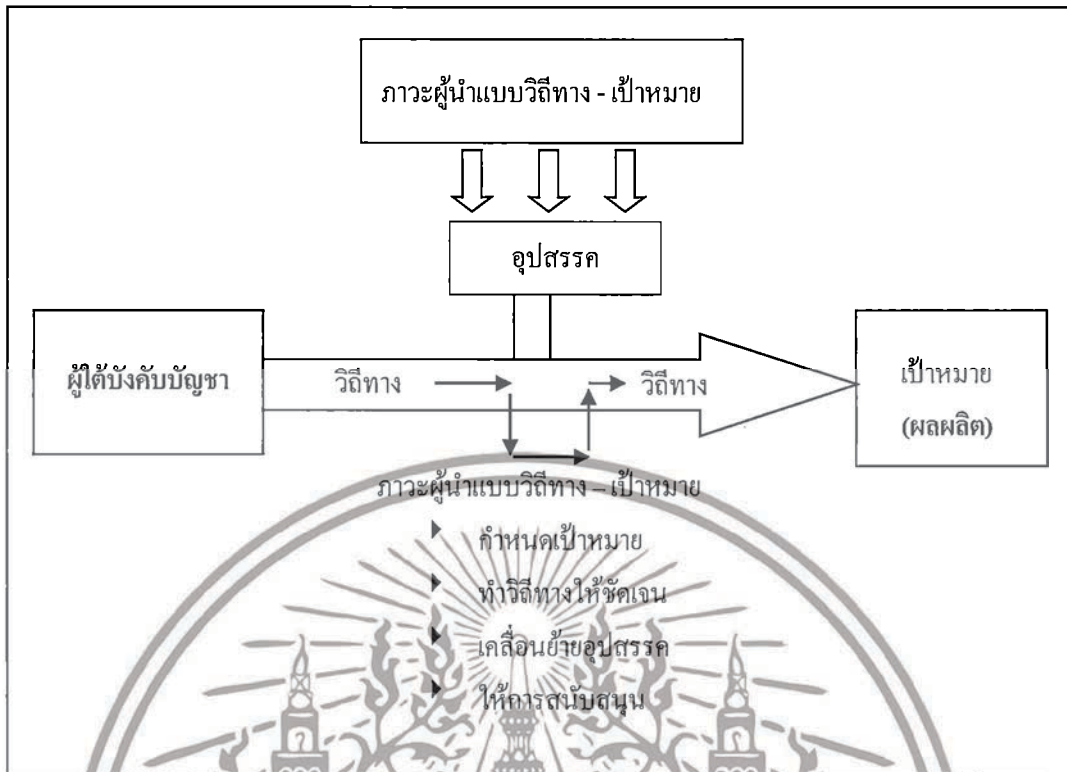 ภาวะผู้นำแบบวิถีทาง - เป้าหมาย
อุปสรรค
ผู้ใต้บังคับบัญชา
วิถีทาง
วิถีทาง
เป้าหมาย
(ผลผลิต)
ภาวะผู้นำแบบวิถีทาง – เป้าหมาย
กำหนดเป้าหมาย
ทำวิถีทางให้ชัดเจน
เคลื่อนย้ายอุปสรรค
ให้การสนับสนุน